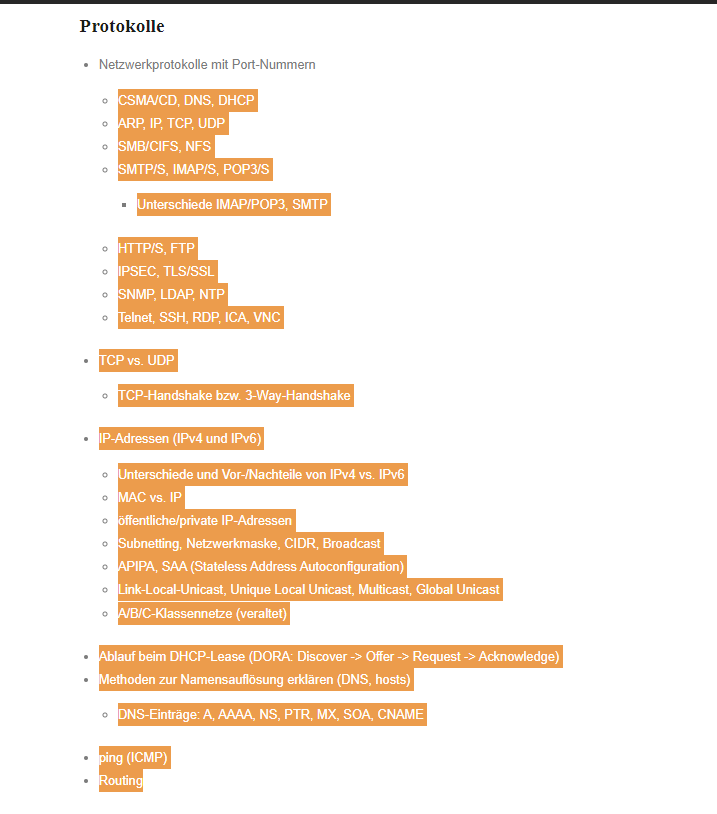 Protokolle
Netzwerkprotokolle mit Port-Nummern
CSMA/CD, DNS, DHCP
ARP, IP, TCP, UDP
SMB/CIFS, NFS
SMTP/S, IMAP/S, POP3/S
Unterschiede IMAP/POP3, SMTP
HTTP/S, FTP
IPSEC, TLS/SSL
SNMP, LDAP, NTP
Telnet, SSH, RDP, ICA, VNC
TCP vs. UDP
TCP-Handshake bzw. 3-Way-Handshake
IP-Adressen (IPv4 und IPv6)
Unterschiede und Vor-/Nachteile von IPv4 vs. IPv6
MAC vs. IP
öffentliche/private IP-Adressen
Subnetting, Netzwerkmaske, CIDR, Broadcast
APIPA, SAA (Stateless Address Autoconfiguration)
Link-Local-Unicast, Unique Local Unicast, Multicast, Global Unicast
A/B/C-Klassennetze (veraltet)
Ablauf beim DHCP-Lease (DORA: Discover -> Offer -> Request -> Acknowledge)
Methoden zur Namensauflösung erklären (DNS, hosts)
DNS-Einträge: A, AAAA, NS, PTR, MX, SOA, CNAME
ping (ICMP)
Routing